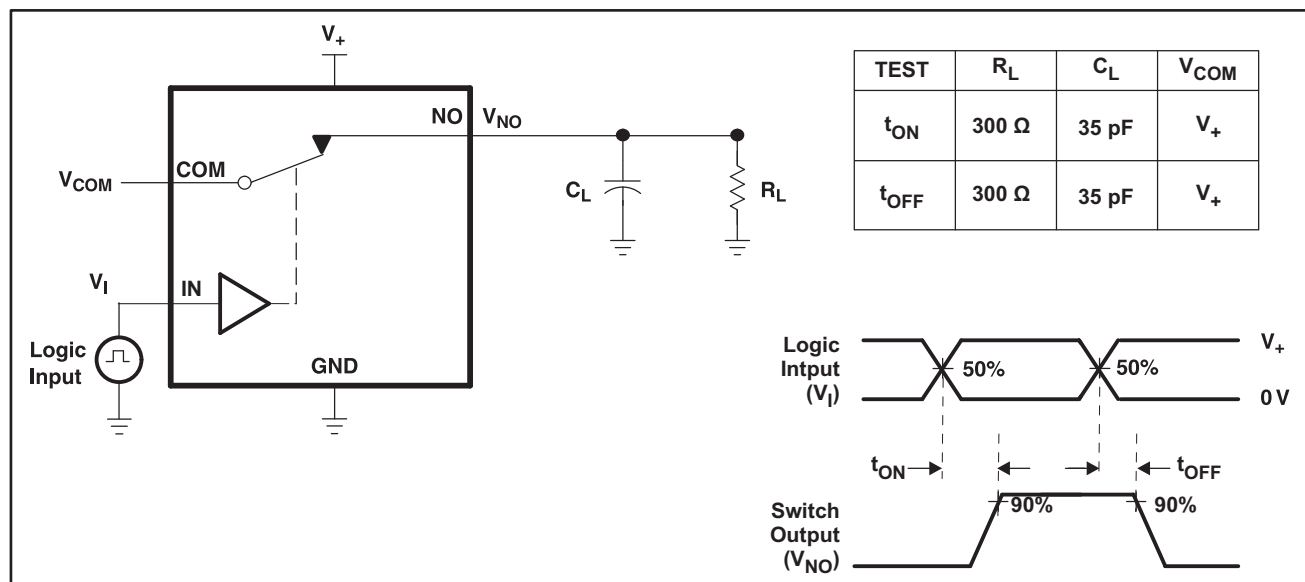 V+
NO
VNO
COM
VCOM
CL
RL
VI
IN
Logic
Input
GND
TEST RL CL VCOM
tON 300 Ω 35 pF V+
tOFF 300 Ω 35 pF V+
Logic
Intput
(VI)
50%
50%
V+
0 V
tON
tOFF
Switch
Output
(VNO)
90%
90%